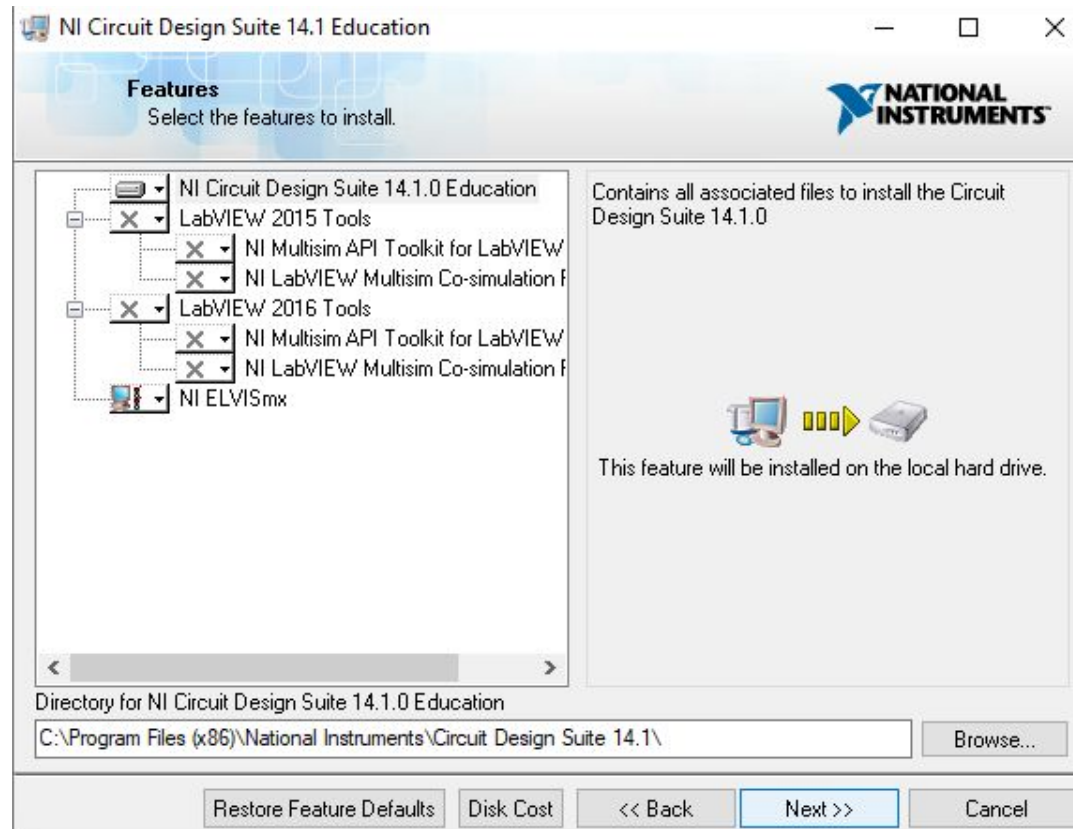 NI Circuit Design Suite 14.1 Education
Features
Select the features to install.
NATIONAL
INSTRUMENTS
NI Circuit Design Suite 14.1.0 Education
LabVIEW 2015 Tools
NI Multisim API Toolkit for LabVIEW
NI LabVIEW Multisim Co-simulation
LabVIEW 2016 Tools
NI Multisim API Toolkit for LabVIEW
NI LabVIEW Multisim Co-simulation
NI ELVISmx
Contains all associated files to install the Circuit
Design Suite 14.1.0
This feature will be installed on the local hard drive.
Directory for NI Circuit Design Suite 14.1.0 Education
C:\Program Files (x86)\National Instruments\Circuit Design Suite 14.1\
Browse...
Restore Feature Defaults
Disk Cost
<< Back
Next >>
Cancel